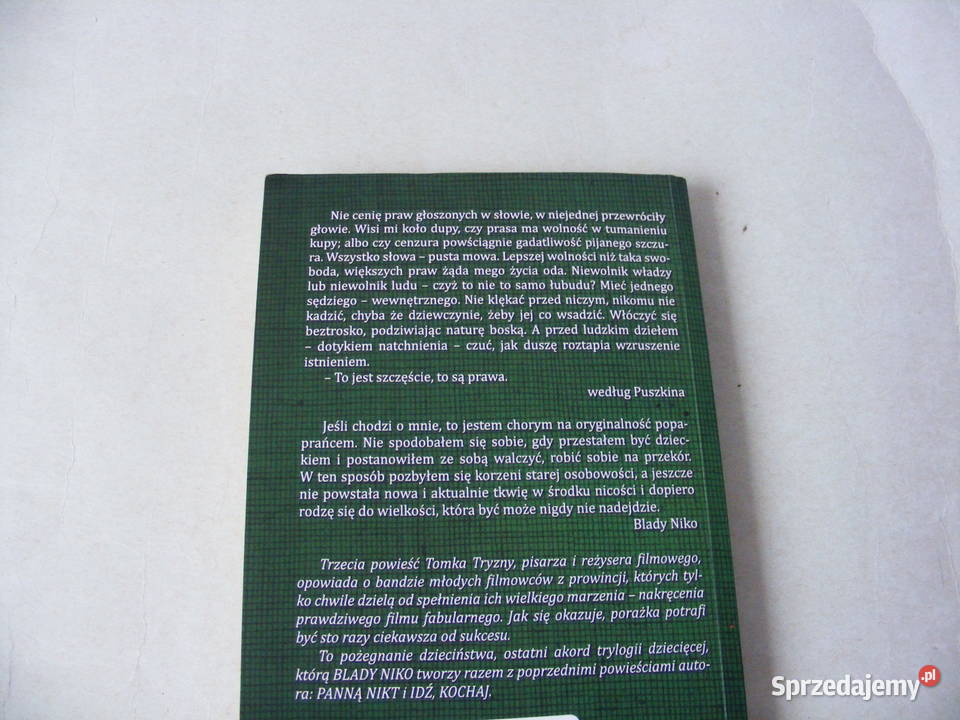 Nie cenię praw głoszonych w słowie, w niejednej przewróciły
głowie. Wisi mi koło dupy, czy prasa ma wolność w tumanieniu
kupy; albo czy cenzura powściągnie gadatliwość pijanego szczu-
ra. Wszystko słowa – pusta mowa. Lepszej wolności niż taka swo-
boda, większych praw żąda mego życia oda. Niewolnik władzy
lub niewolnik ludu – czyż to nie to samo łubudu? Mieć jednego
sędziego – wewnętrznego. Nie klękać przed niczym, nikomu nie
kadzić, chyba że dziewczynie, żeby jej co wsadzić. Włóczyć się
beztrosko, podziwiając naturę boską. A przed ludzkim dziełem
– dotykiem natchnienia – czuć, jak duszę roztapia wzruszenie
istnieniem.
– To jest szczęście, to są prawa.
według Puszkina
Jeśli chodzi o mnie, to jestem chorym na oryginalność popa-
prańcem. Nie spodobałem się sobie, gdy przestałem być dziec-
kiem i postanowiłem ze sobą walczyć, robić sobie na przekór.
W ten sposób pozbyłem się korzeni starej osobowości, a jeszcze
nie powstała nowa i aktualnie tkwię w środku nicości i dopiero
rodzę się do wielkości, która być może nigdy nie nadejdzie.
Blady Niko
Trzecia powieść Tomka Tryzny, pisarza i reżysera filmowego,
opowiada o bandzie młodych filmowców z prowincji, których tyl-
ko chwile dzielą od spełnienia ich wielkiego marzenia – nakręcenia
prawdziwego filmu fabularnego. Jak się okazuje, porażka potrafi
być sto razy ciekawsza od sukcesu.
To pożegnanie dzieciństwa, ostatni akord trylogii dziecięcej,
którą BLADY NIKO tworzy razem z poprzednimi powieściami auto-
ra: PANNĄ NIKT i IDŹ, KOCHAJ.
Sprzedajemy.pl